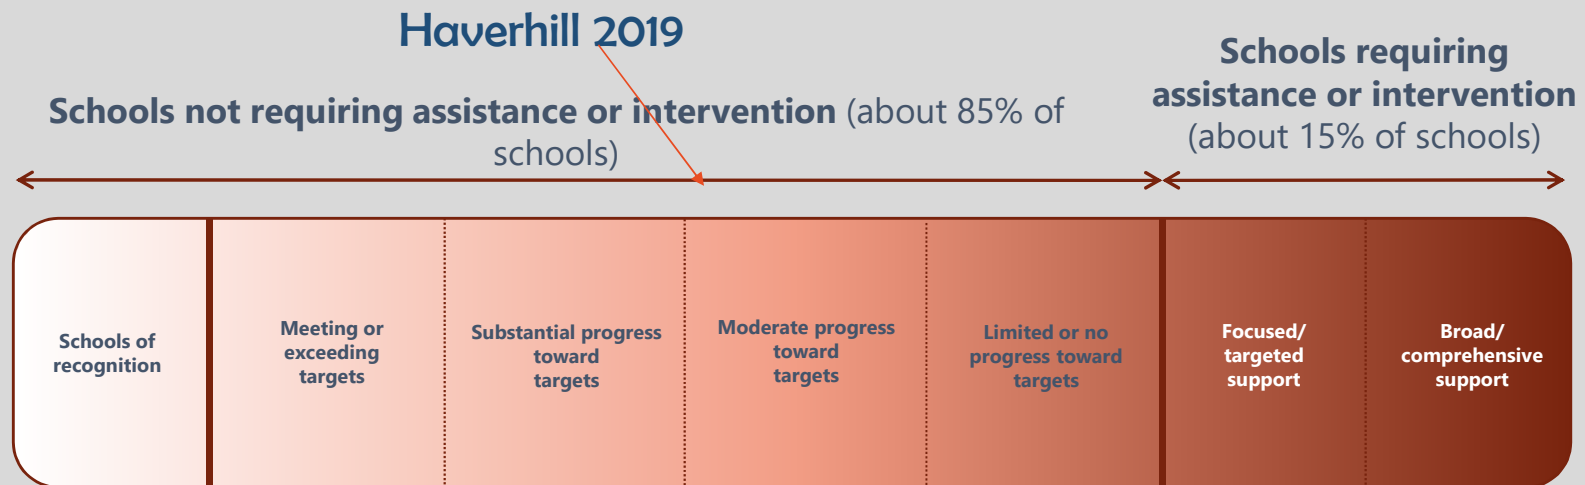 Haverhill 2019
Schools not requiring assistance or intervention (about 85% of
schools)
Schools requiring
assistance or intervention
(about 15% of schools)
Schools of
recognition
Meeting or
exceeding
targets
Substantial progress
toward
targets
Moderate progress
toward
targets
Limited or no
progress toward
targets
Focused/
targeted
support
Broad/
comprehensive
support